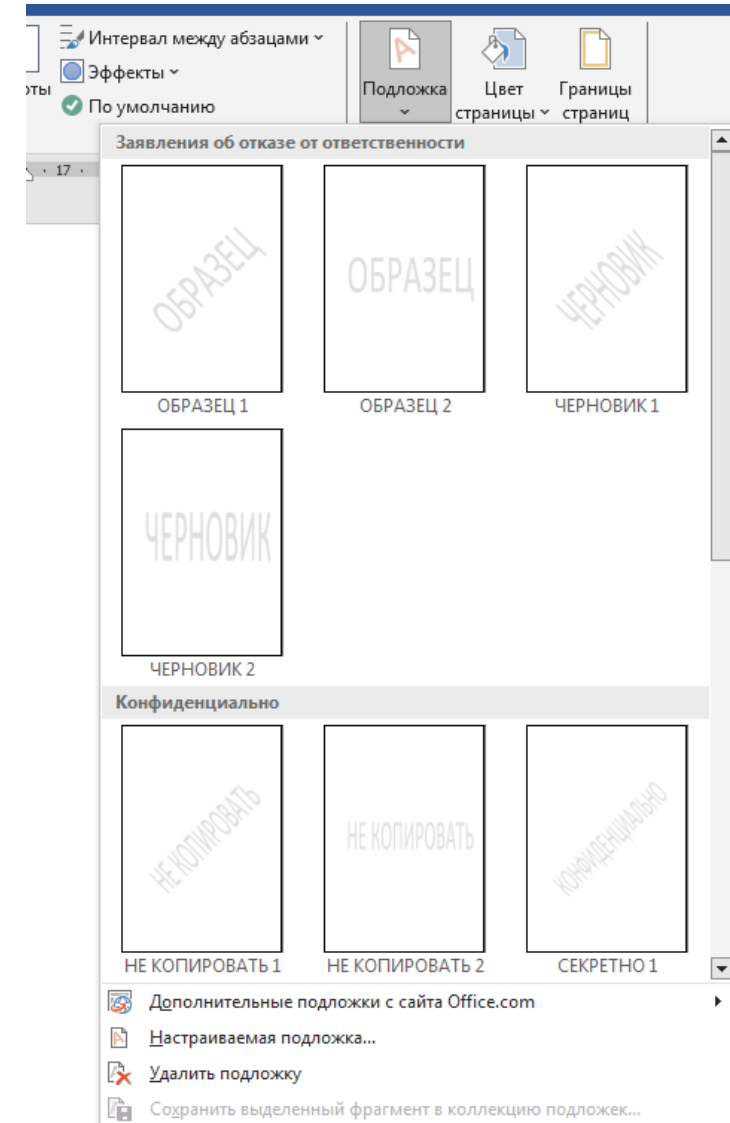 Интервал между абзацами
Эффекты
оты
По умолчанию
Подложка
Цвет страницы
Границы страниц
Заявления об отказе от ответственности
· 17 ·
ОБРАЗЕЦ
ОБРАЗЕЦ
ЧЕРНОВИК
ОБРАЗЕЦ 1
ОБРАЗЕЦ 2
ЧЕРНОВИК 1
ЧЕРНОВИК
ЧЕРНОВИК 2
Конфиденциально
НЕ КОПИРОВАТЬ
НЕ КОПИРОВАТЬ
КОНФИДЕНЦИАЛЬНО
НЕ КОПИРОВАТЬ 1
НЕ КОПИРОВАТЬ 2
СЕКРЕТНО 1
Дополнительные подложки с сайта Office.com
Настраиваемая подложка...
Удалить подложку
Сохранить выделенный фрагмент в коллекцию подложек...